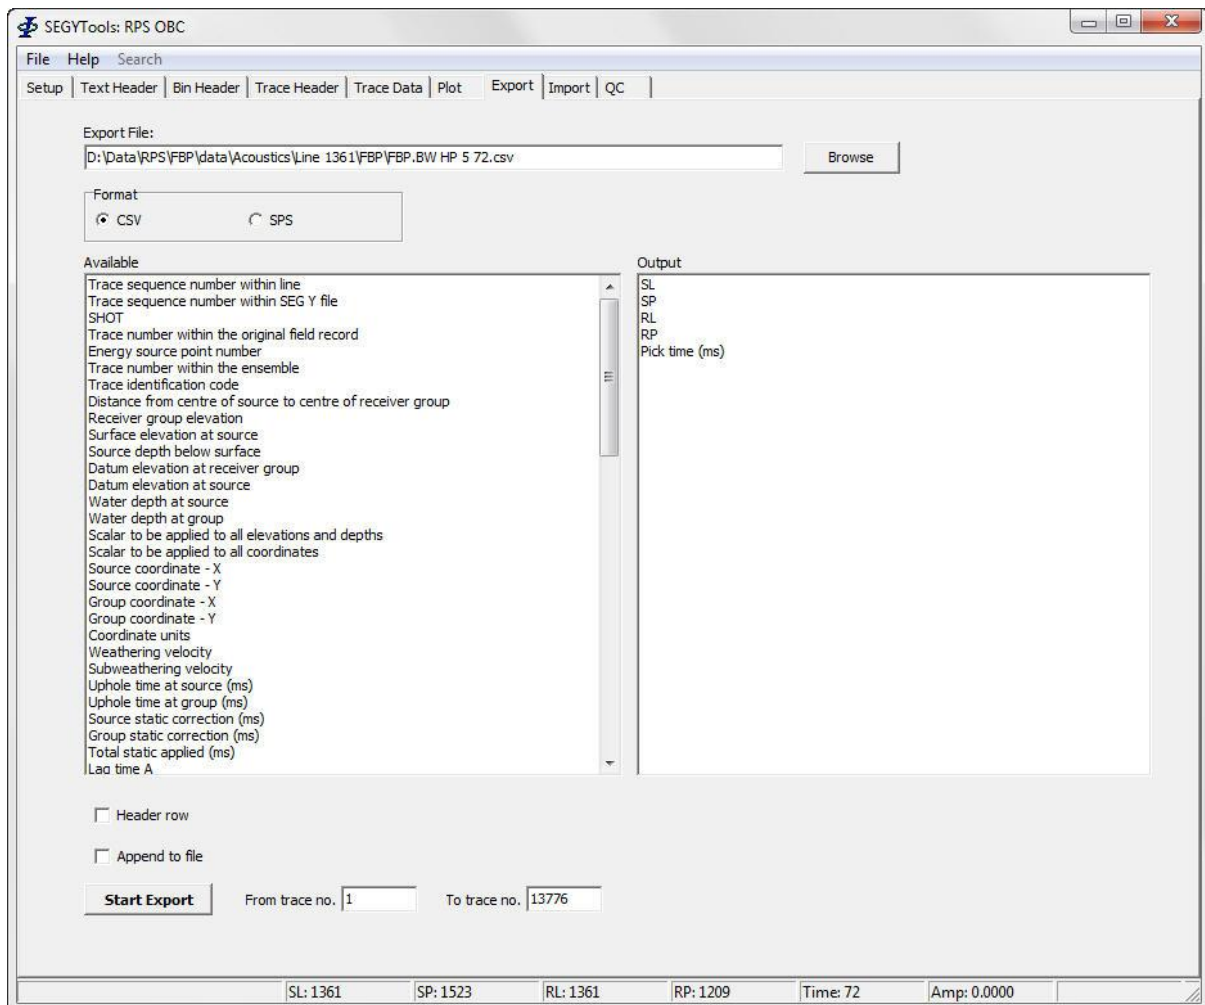 SEGYTools: RPS OBC
File Help Search
Setup Text Header Bin Header Trace Header Trace Data Plot Export Import QC
Export File:
D:\Data\RPS\FBP\data\Acoustics\Line 1361\FBP\FBP.BW HP 5 72.csv
Browse
Format
CSV SPS
Available
Trace sequence number within line
Trace sequence number within SEG Y file
SHOT
Trace number within the original field record
Energy source point number
Trace number within the ensemble
Trace identification code
Distance from centre of source to centre of receiver group
Receiver group elevation
Surface elevation at source
Source depth below surface
Datum elevation at receiver group
Datum elevation at source
Water depth at source
Water depth at group
Scalar to be applied to all elevations and depths
Scalar to be applied to all coordinates
Source coordinate - X
Source coordinate - Y
Group coordinate - X
Group coordinate - Y
Coordinate units
Weathering velocity
Subweathering velocity
Uphole time at source (ms)
Uphole time at group (ms)
Source static correction (ms)
Group static correction (ms)
Total static applied (ms)
Lag time A
Output
SL
SP
RL
RP
Pick time (ms)
Header row
Append to file
Start Export From trace no. 1 To trace no. 13776
SL: 1361 SP: 1523 RL: 1361 RP: 1209 Time: 72 Amp: 0.0000